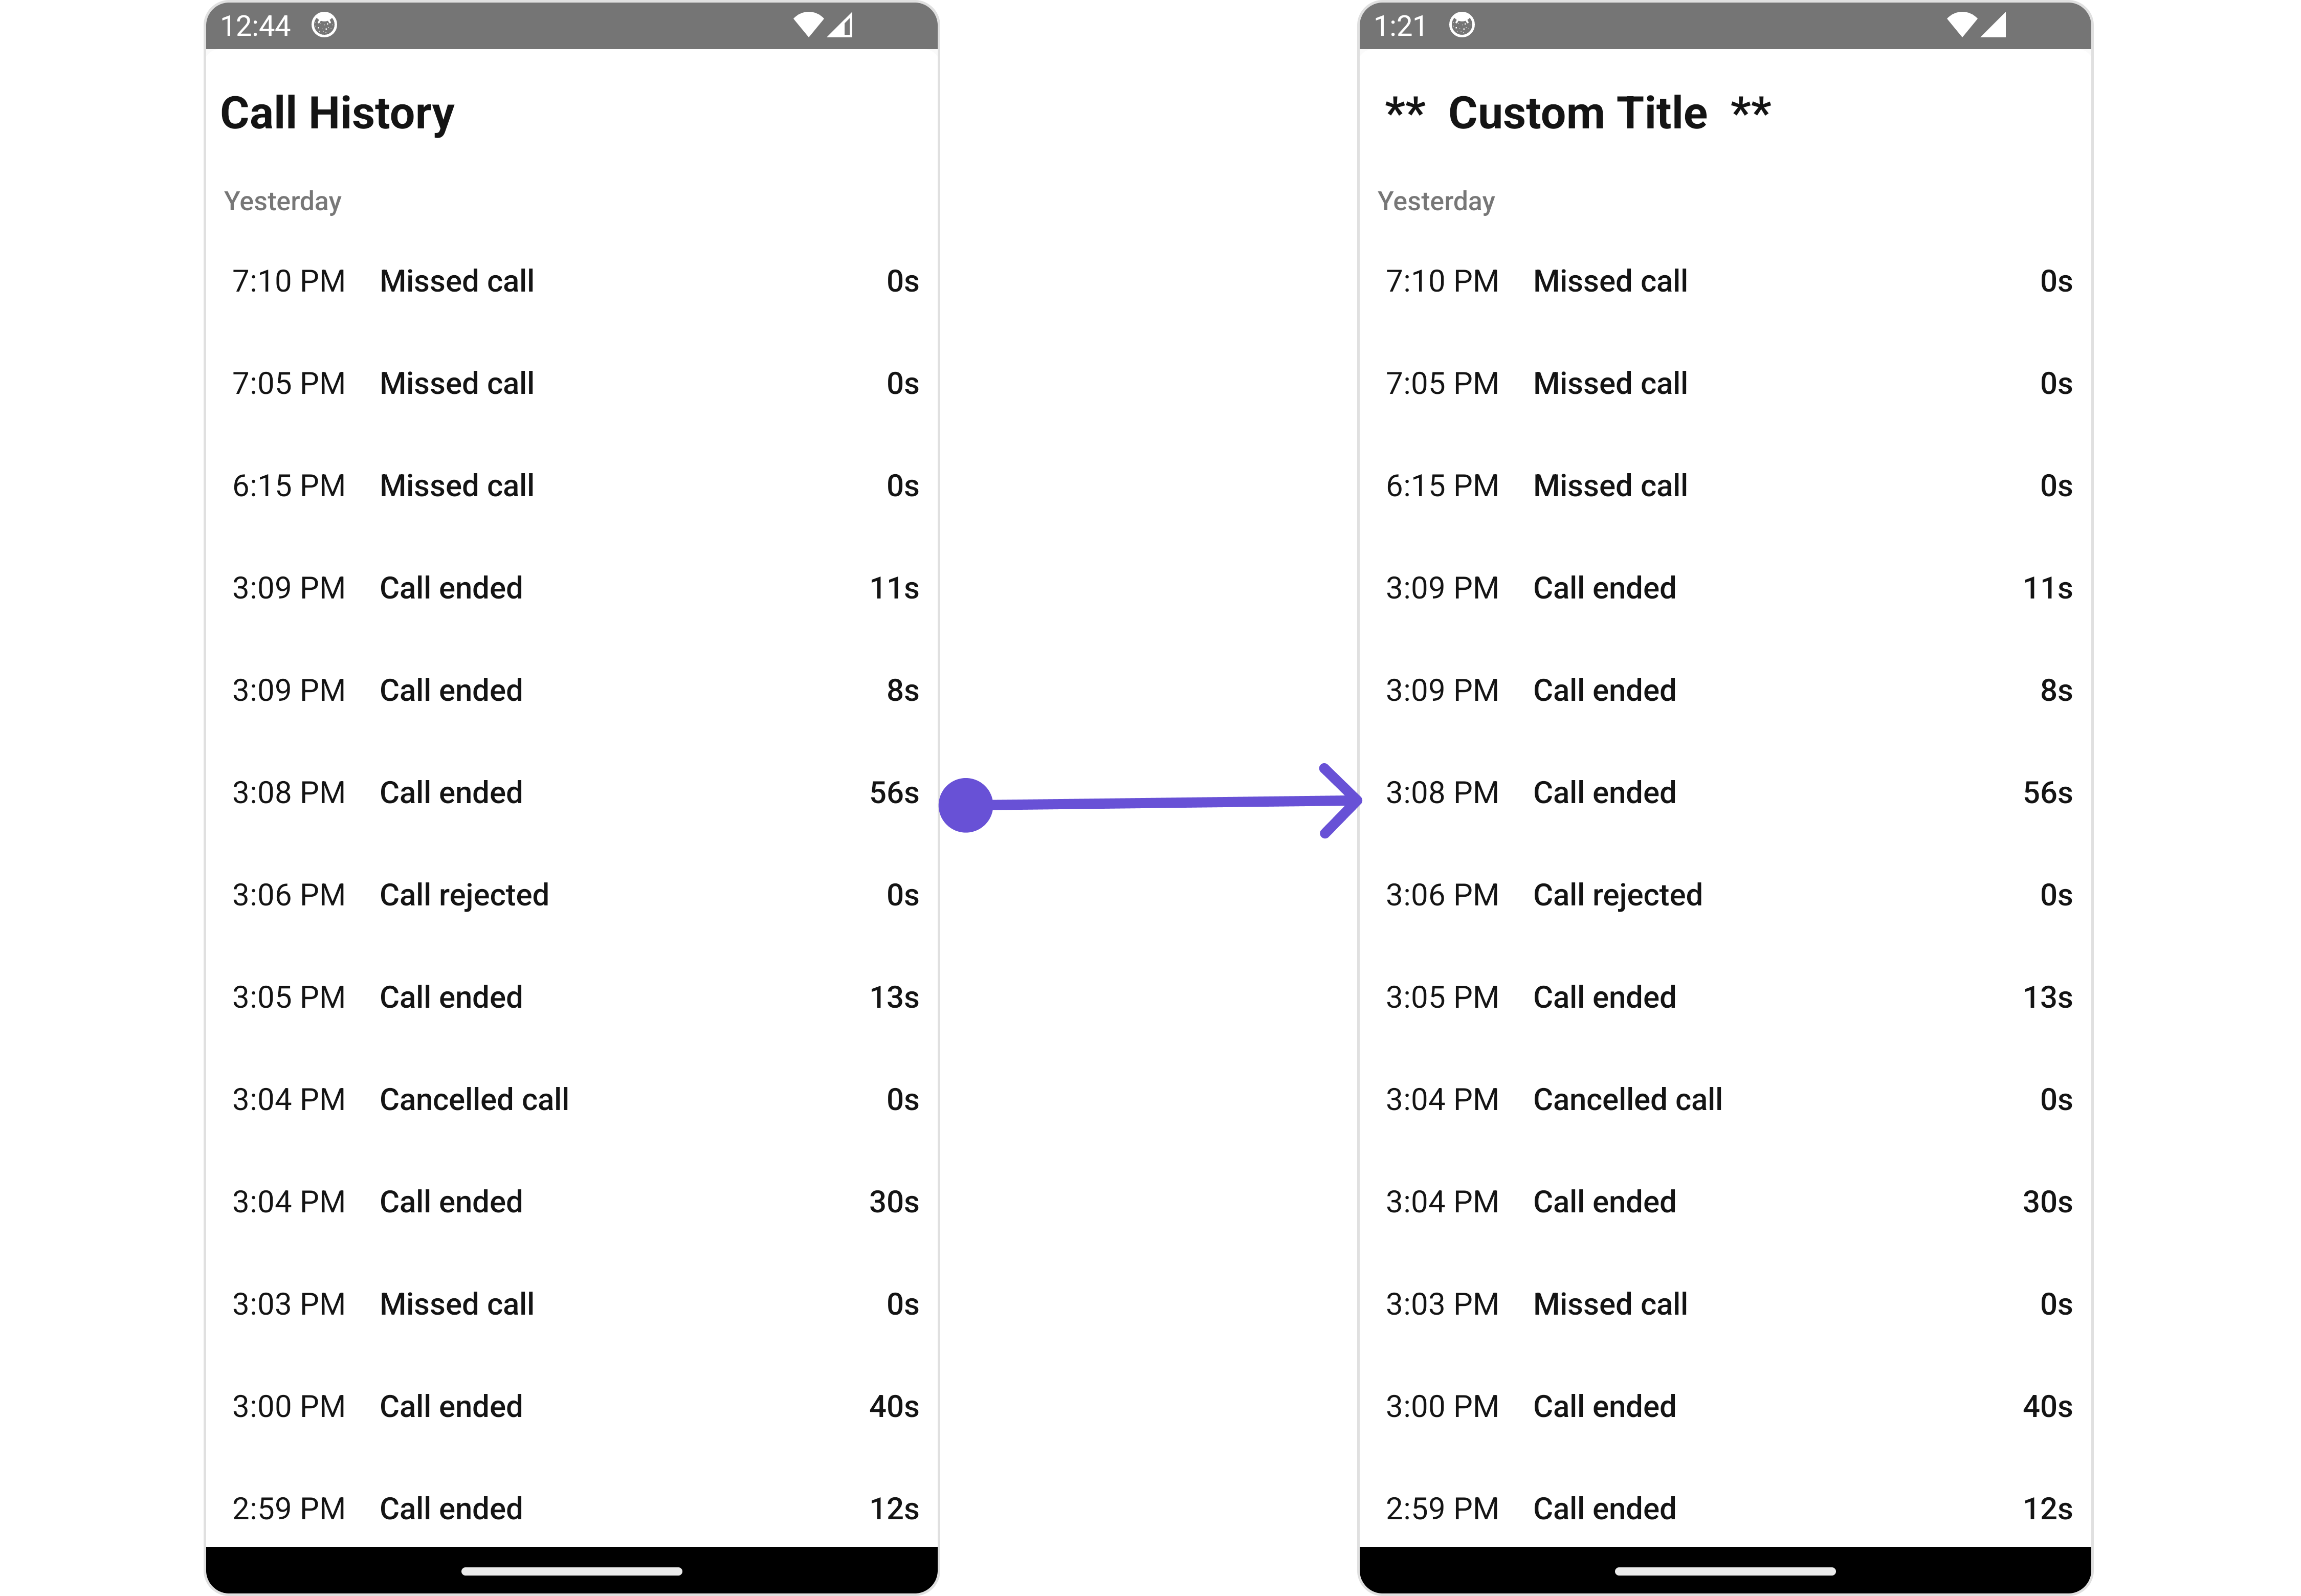 12:44
Call History
Yesterday
7:10 PM Missed call 0s
7:05 PM Missed call 0s
6:15 PM Missed call 0s
3:09 PM Call ended 11s
3:09 PM Call ended 8s
3:08 PM Call ended 56s
3:06 PM Call rejected 0s
3:05 PM Call ended 13s
3:04 PM Cancelled call 0s
3:04 PM Call ended 30s
3:03 PM Missed call 0s
3:00 PM Call ended 40s
2:59 PM Call ended 12s
1:21
** Custom Title **
Yesterday
7:10 PM Missed call 0s
7:05 PM Missed call 0s
6:15 PM Missed call 0s
3:09 PM Call ended 11s
3:09 PM Call ended 8s
3:08 PM Call ended 56s
3:06 PM Call rejected 0s
3:05 PM Call ended 13s
3:04 PM Cancelled call 0s
3:04 PM Call ended 30s
3:03 PM Missed call 0s
3:00 PM Call ended 40s
2:59 PM Call ended 12s